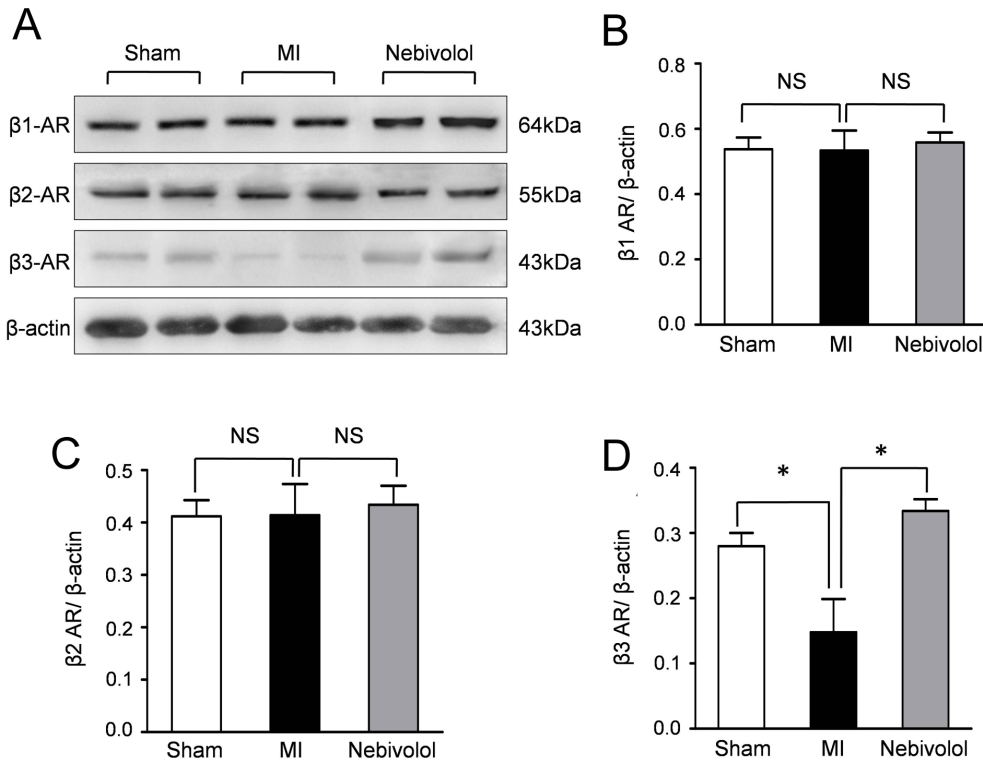 A
Sham MI Nebivolol
β1-AR 64kDa
β2-AR 55kDa
β3-AR 43kDa
β-actin 43kDa
B
NS NS
β1 AR/ β-actin
0.8
0.6
0.4
0.2
0.0
Sham MI Nebivolol
C
NS NS
β2 AR/ β-actin
0.5
0.4
0.3
0.2
0.1
0.0
Sham MI Nebivolol
D
* *
β3 AR/ β-actin
0.4
0.3
0.2
0.1
0.0
Sham MI Nebivolol